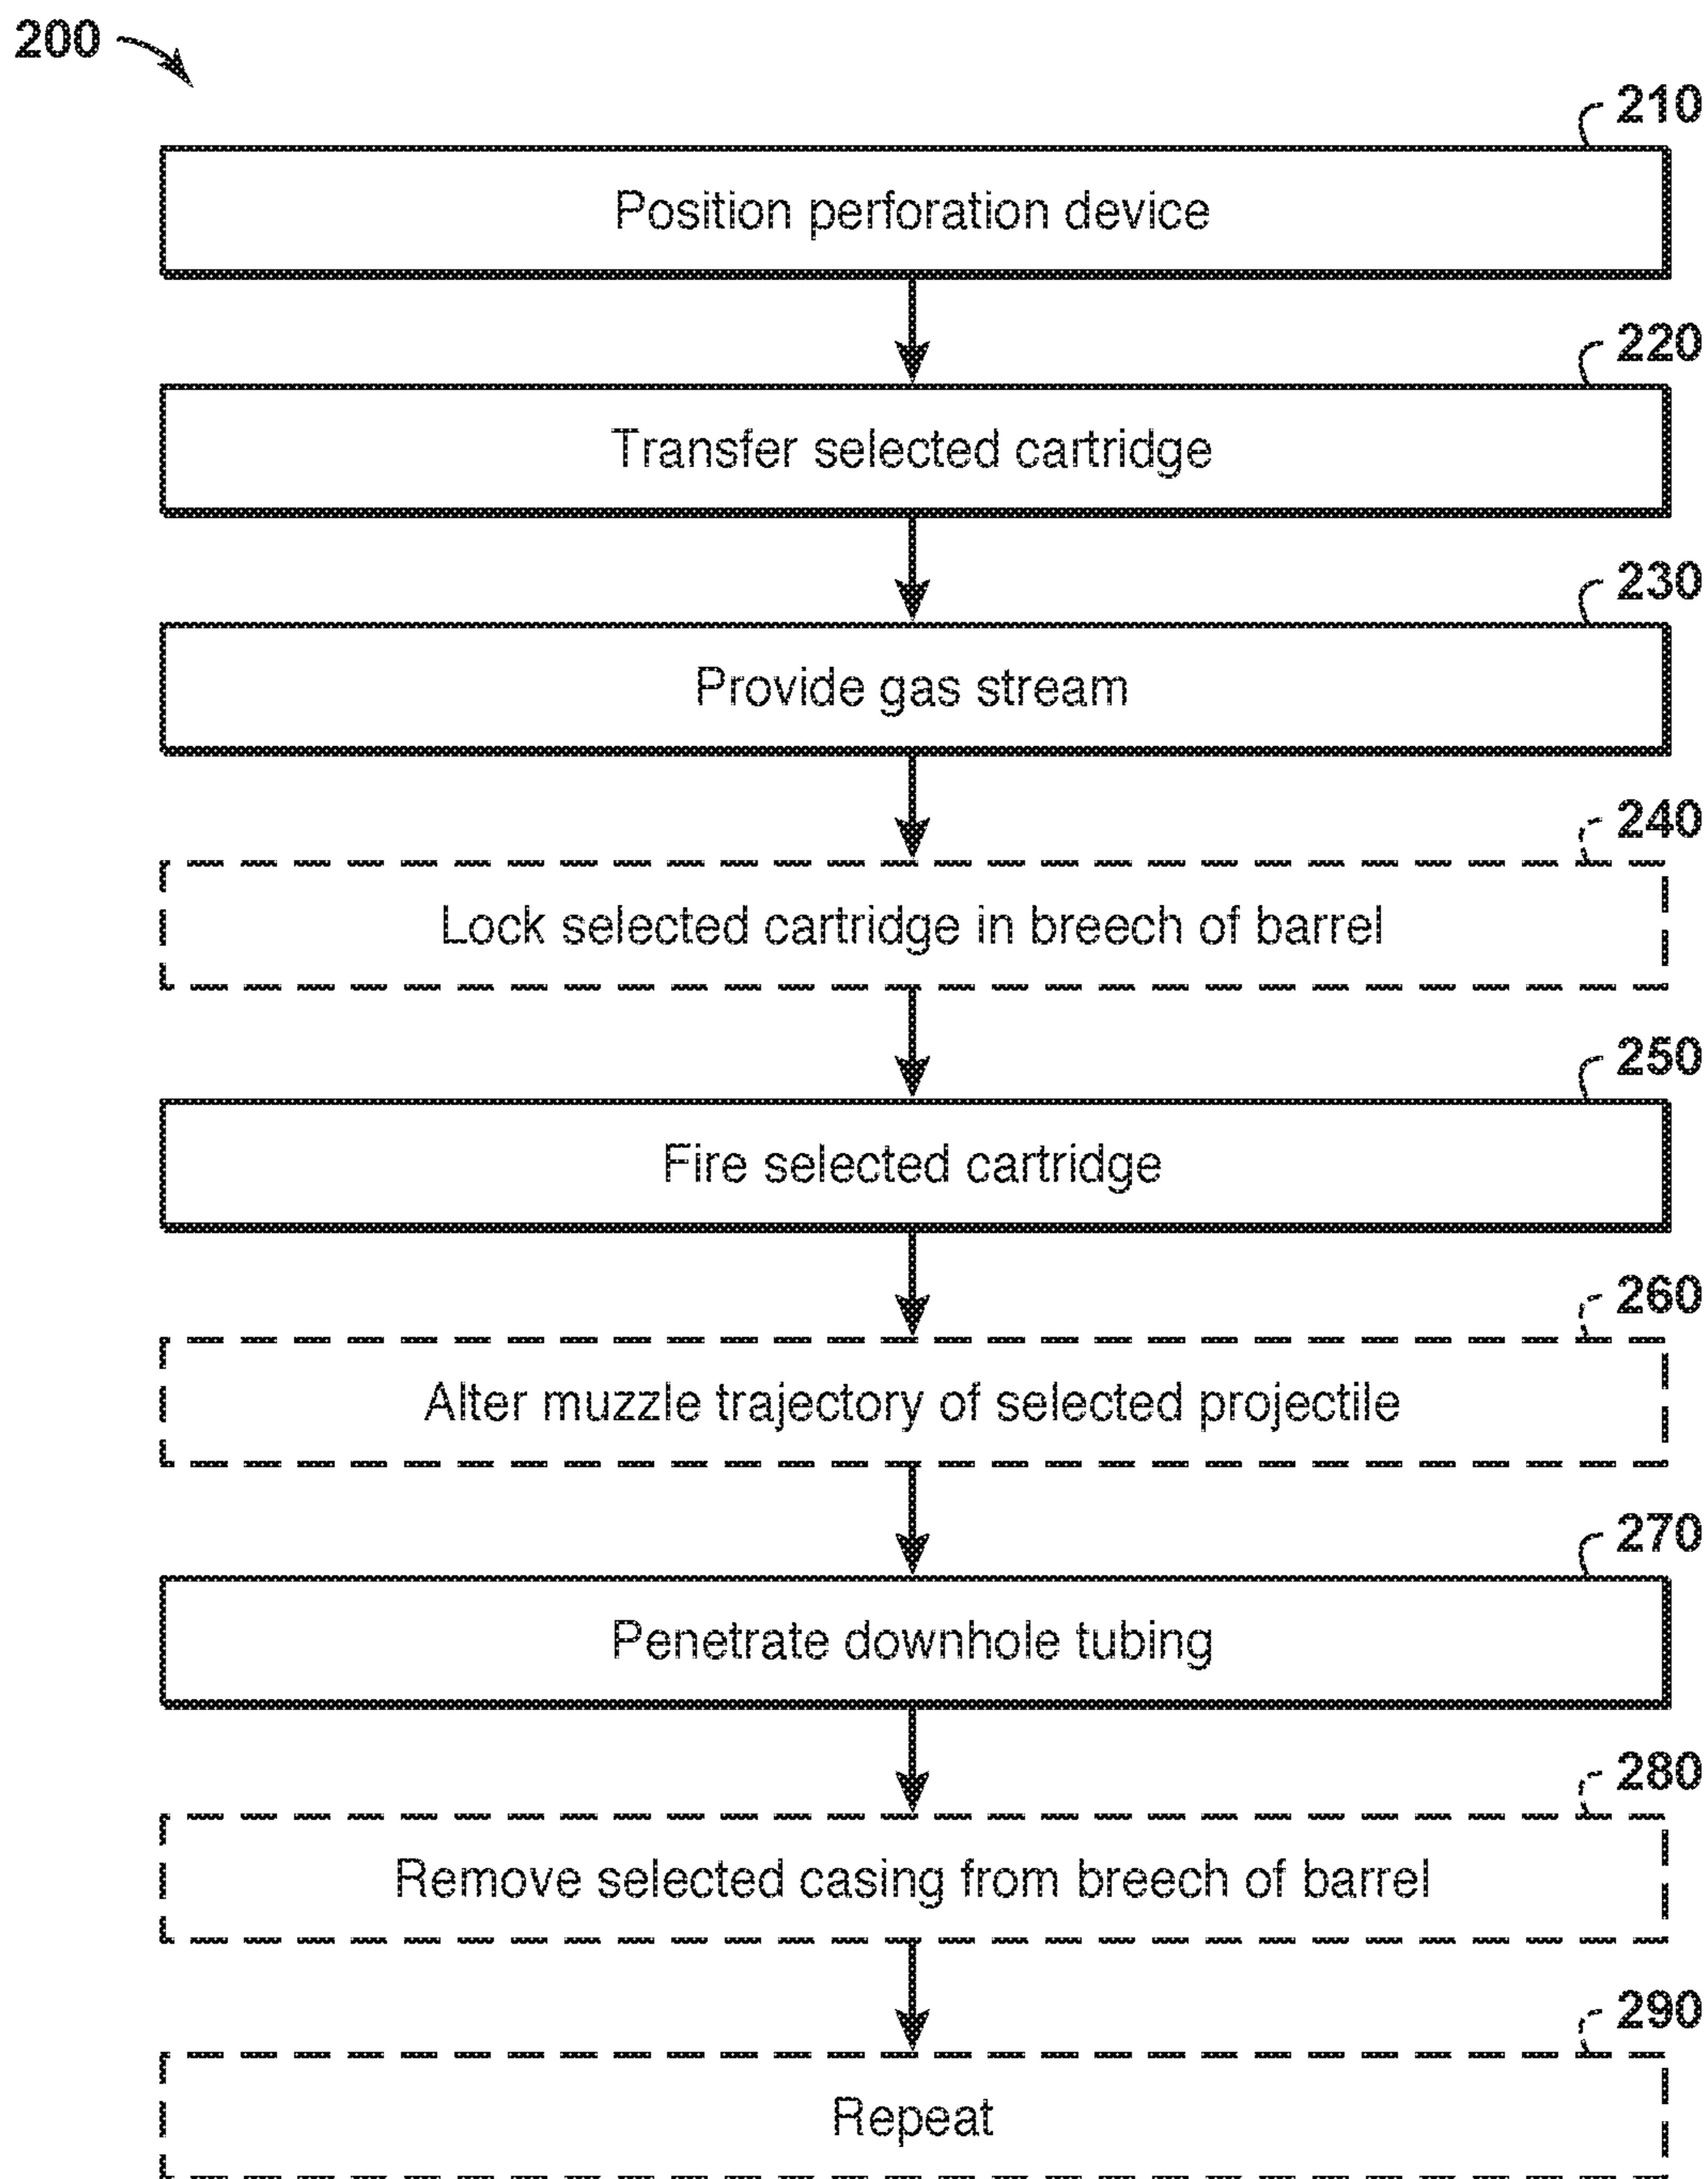 200
210
Position perforation device
220
Transfer selected cartridge
230
Provide gas stream
240
Lock selected cartridge in breech of barrel
250
Fire selected cartridge
260
Alter muzzle trajectory of selected projectile
270
Penetrate downhole tubing
280
Remove selected casing from breech of barrel
290
Repeat